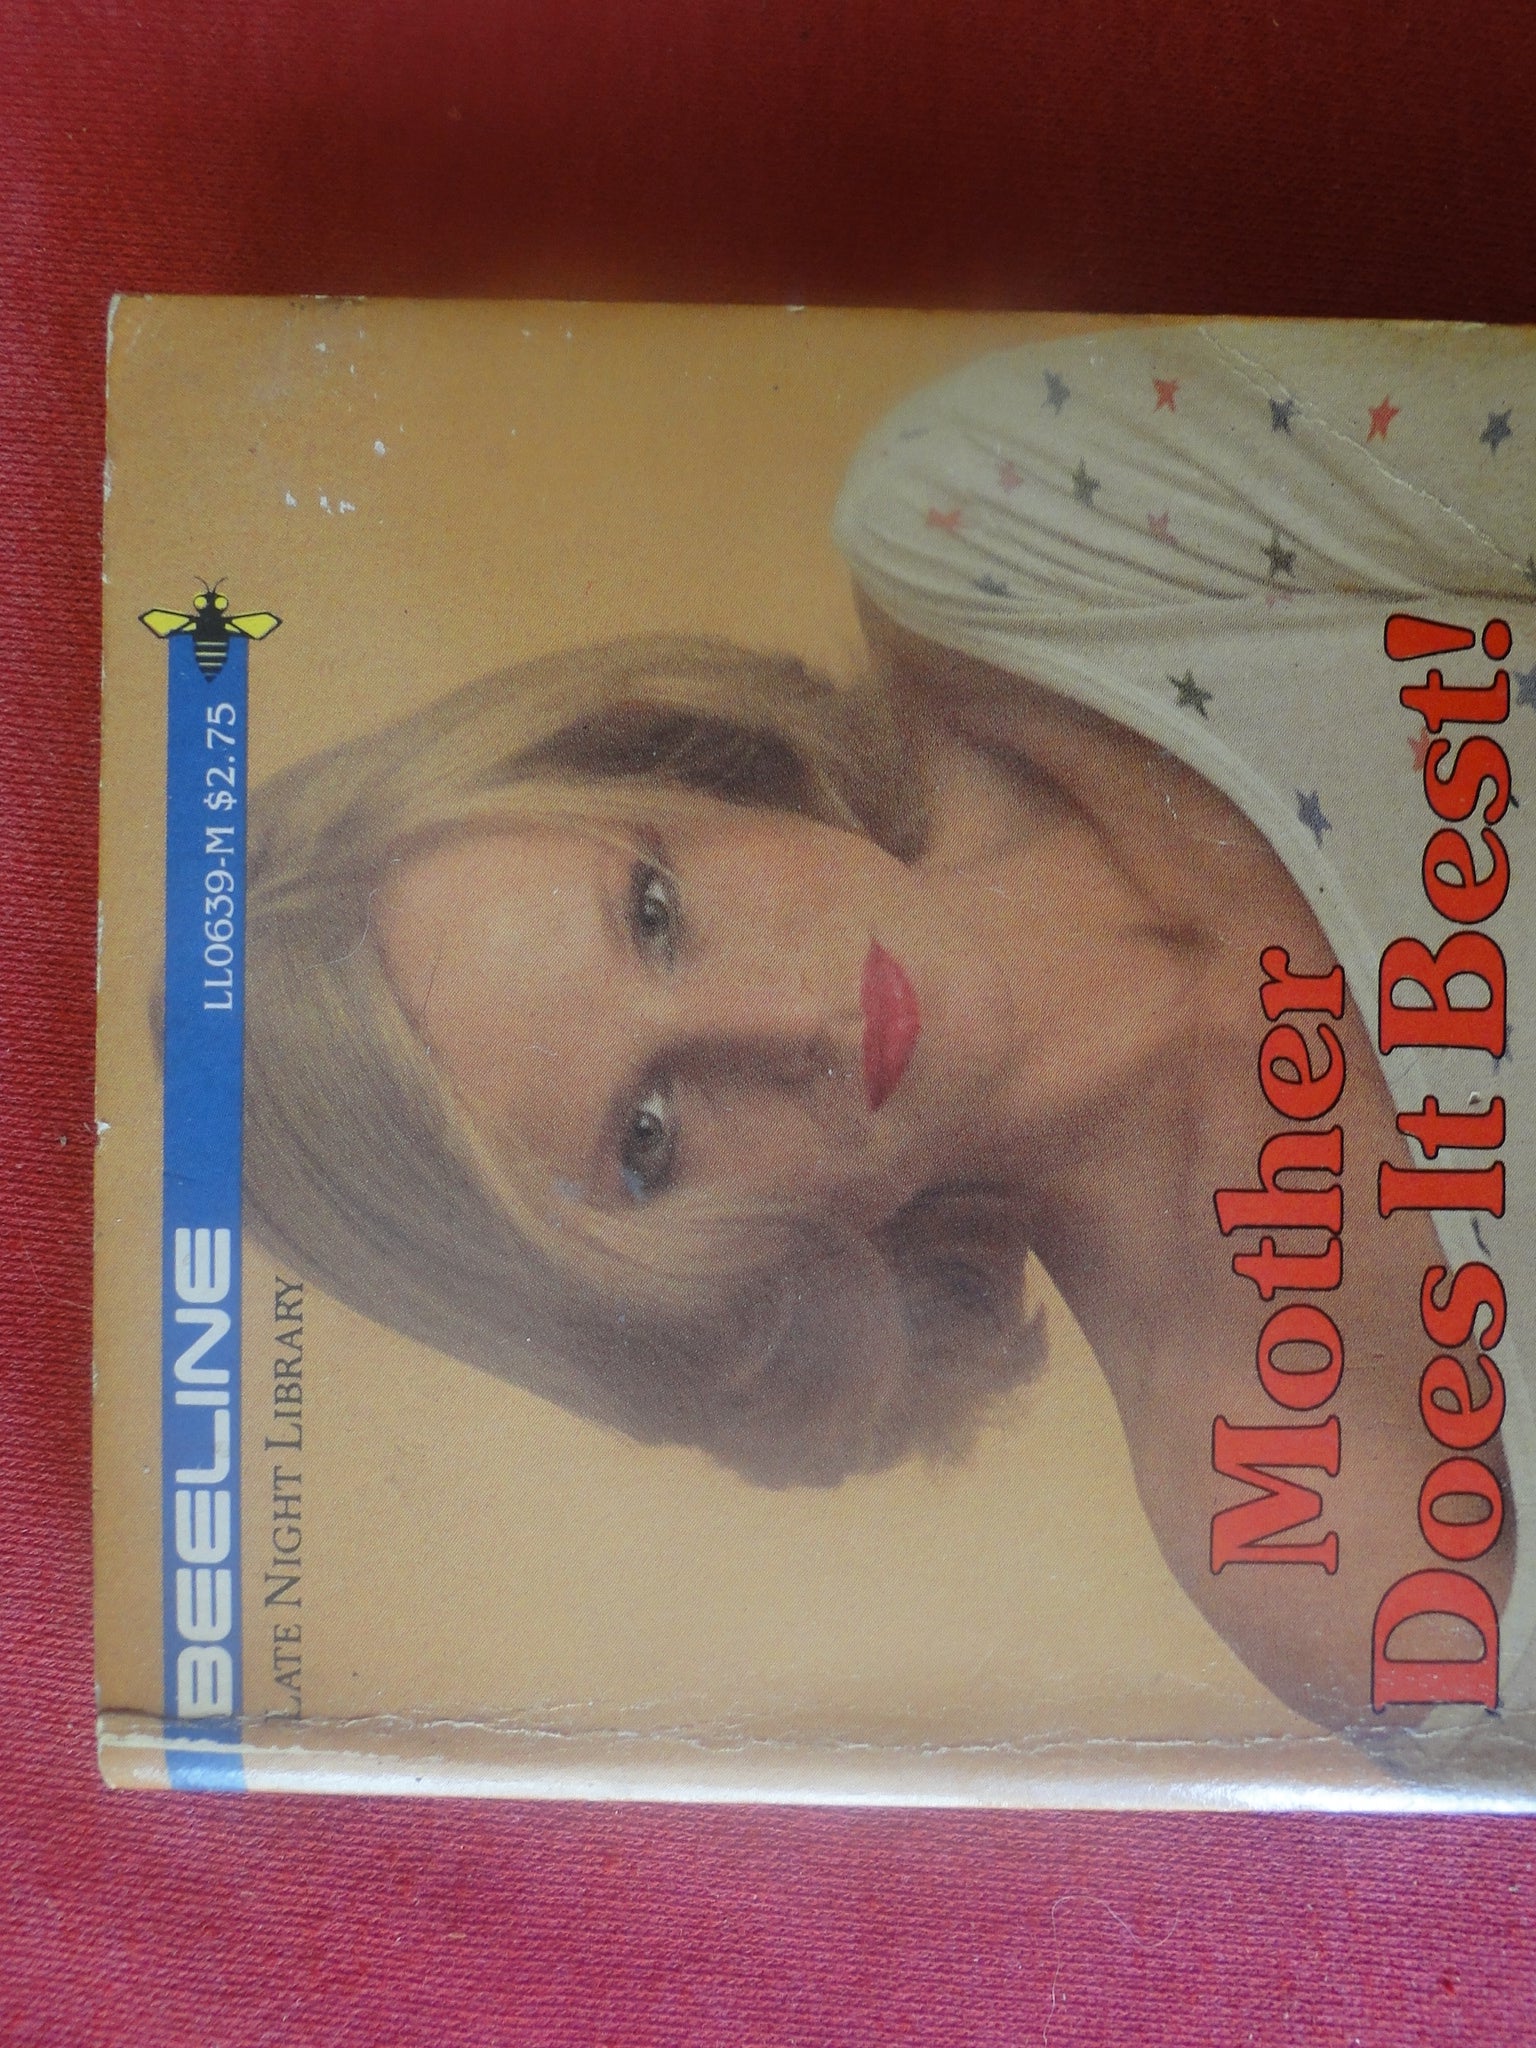 BEELINE LL0639-M $2.75
LATE NIGHT LIBRARY
Mother
Does It Best!